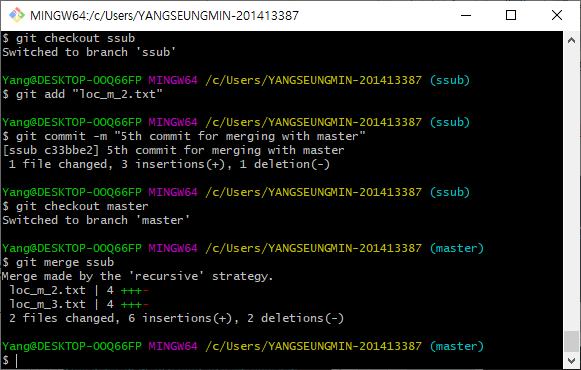 MINGW64:/c/Users/YANGSEUNGMIN-201413387
$ git checkout ssub
Switched to branch 'ssub'
Yang@DESKTOP-OOQ66FP MINGW64 /c/Users/YANGSEUNGMIN-201413387 (ssub)
$ git add "loc_m_2.txt"
Yang@DESKTOP-OOQ66FP MINGW64 /c/Users/YANGSEUNGMIN-201413387 (ssub)
$ git commit -m "5th commit for merging with master"
[ssub c33bbe2] 5th commit for merging with master
1 file changed, 3 insertions(+), 1 deletion(-)
Yang@DESKTOP-OOQ66FP MINGW64 /c/Users/YANGSEUNGMIN-201413387 (ssub)
$ git checkout master
Switched to branch 'master'
Yang@DESKTOP-OOQ66FP MINGW64 /c/Users/YANGSEUNGMIN-201413387 (master)
$ git merge ssub
Merge made by the 'recursive' strategy.
loc_m_2.txt | 4 +++-
loc_m_3.txt | 4 +++-
2 files changed, 6 insertions(+), 2 deletions(-)
Yang@DESKTOP-OOQ66FP MINGW64 /c/Users/YANGSEUNGMIN-201413387 (master)
$